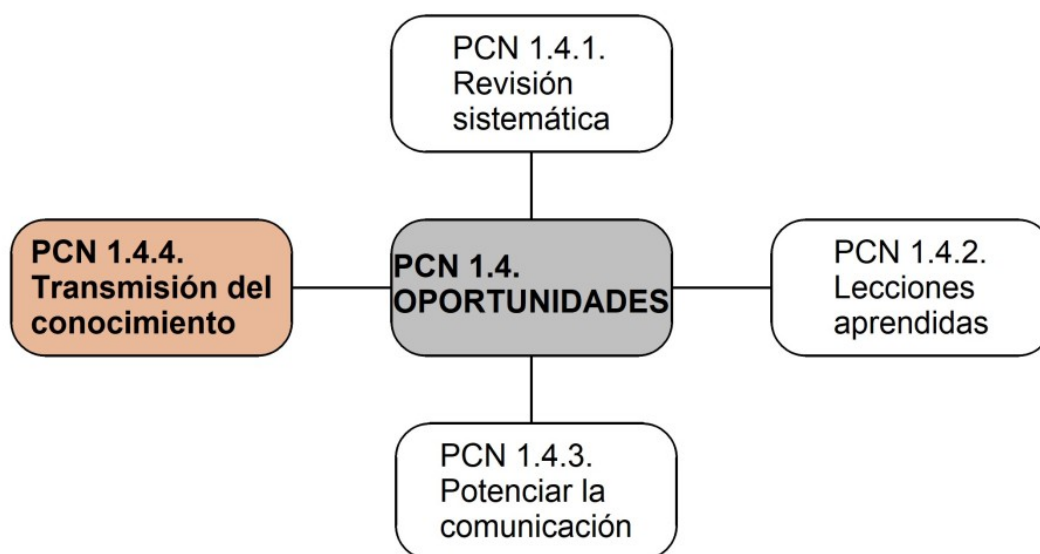 PCN 1.4.1.
Revisión
sistemática
PCN 1.4.4.
Transmisión del
conocimiento
PCN 1.4.
OPORTUNIDADES
PCN 1.4.2.
Lecciones
aprendidas
PCN 1.4.3.
Potenciar la
comunicación